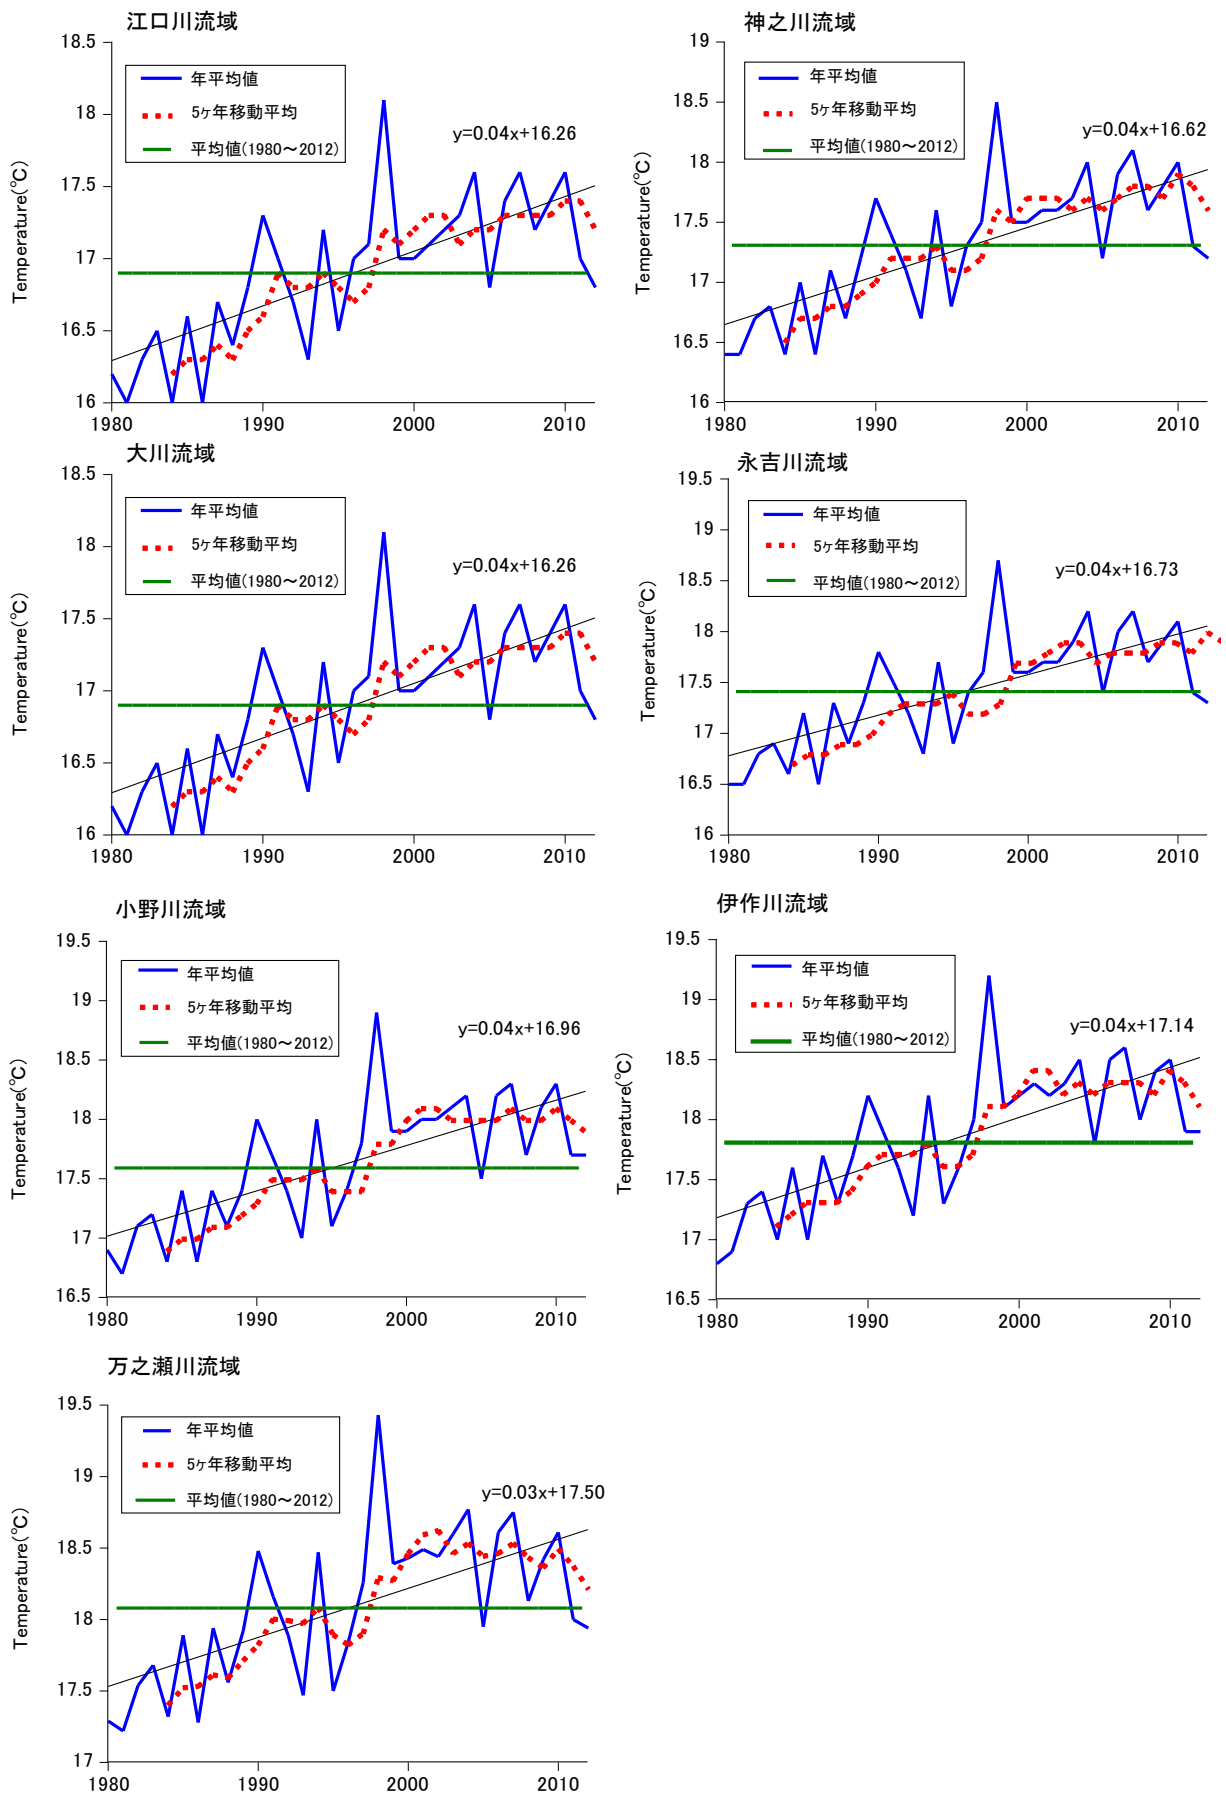 江口川流域
18.5
18
17.5
17
16.5
16
Temperature(℃)
年平均値
5ヶ年移動平均
平均値(1980～2012)
y=0.04x+16.26
1980
1990
2000
2010
神之川流域
19
18.5
18
17.5
17
16.5
16
Temperature(℃)
年平均値
5ヶ年移動平均
平均値(1980～2012)
y=0.04x+16.62
1980
1990
2000
2010
大川流域
18.5
18
17.5
17
16.5
16
Temperature(℃)
年平均値
5ヶ年移動平均
平均値(1980～2012)
y=0.04x+16.26
1980
1990
2000
2010
永吉川流域
19.5
19
18.5
18
17.5
17
16.5
16
Temperature(℃)
年平均値
5ヶ年移動平均
平均値(1980～2012)
y=0.04x+16.73
1980
1990
2000
2010
小野川流域
19.5
19
18.5
18
17.5
17
16.5
Temperature(℃)
年平均値
5ヶ年移動平均
平均値(1980～2012)
y=0.04x+16.96
1980
1990
2000
2010
伊作川流域
19.5
19
18.5
18
17.5
17
16.5
Temperature(℃)
年平均値
5ヶ年移動平均
平均値(1980～2012)
y=0.04x+17.14
1980
1990
2000
2010
万之瀬川流域
19.5
19
18.5
18
17.5
17
Temperature(℃)
年平均値
5ヶ年移動平均
平均値(1980～2012)
y=0.03x+17.50
1980
1990
2000
2010